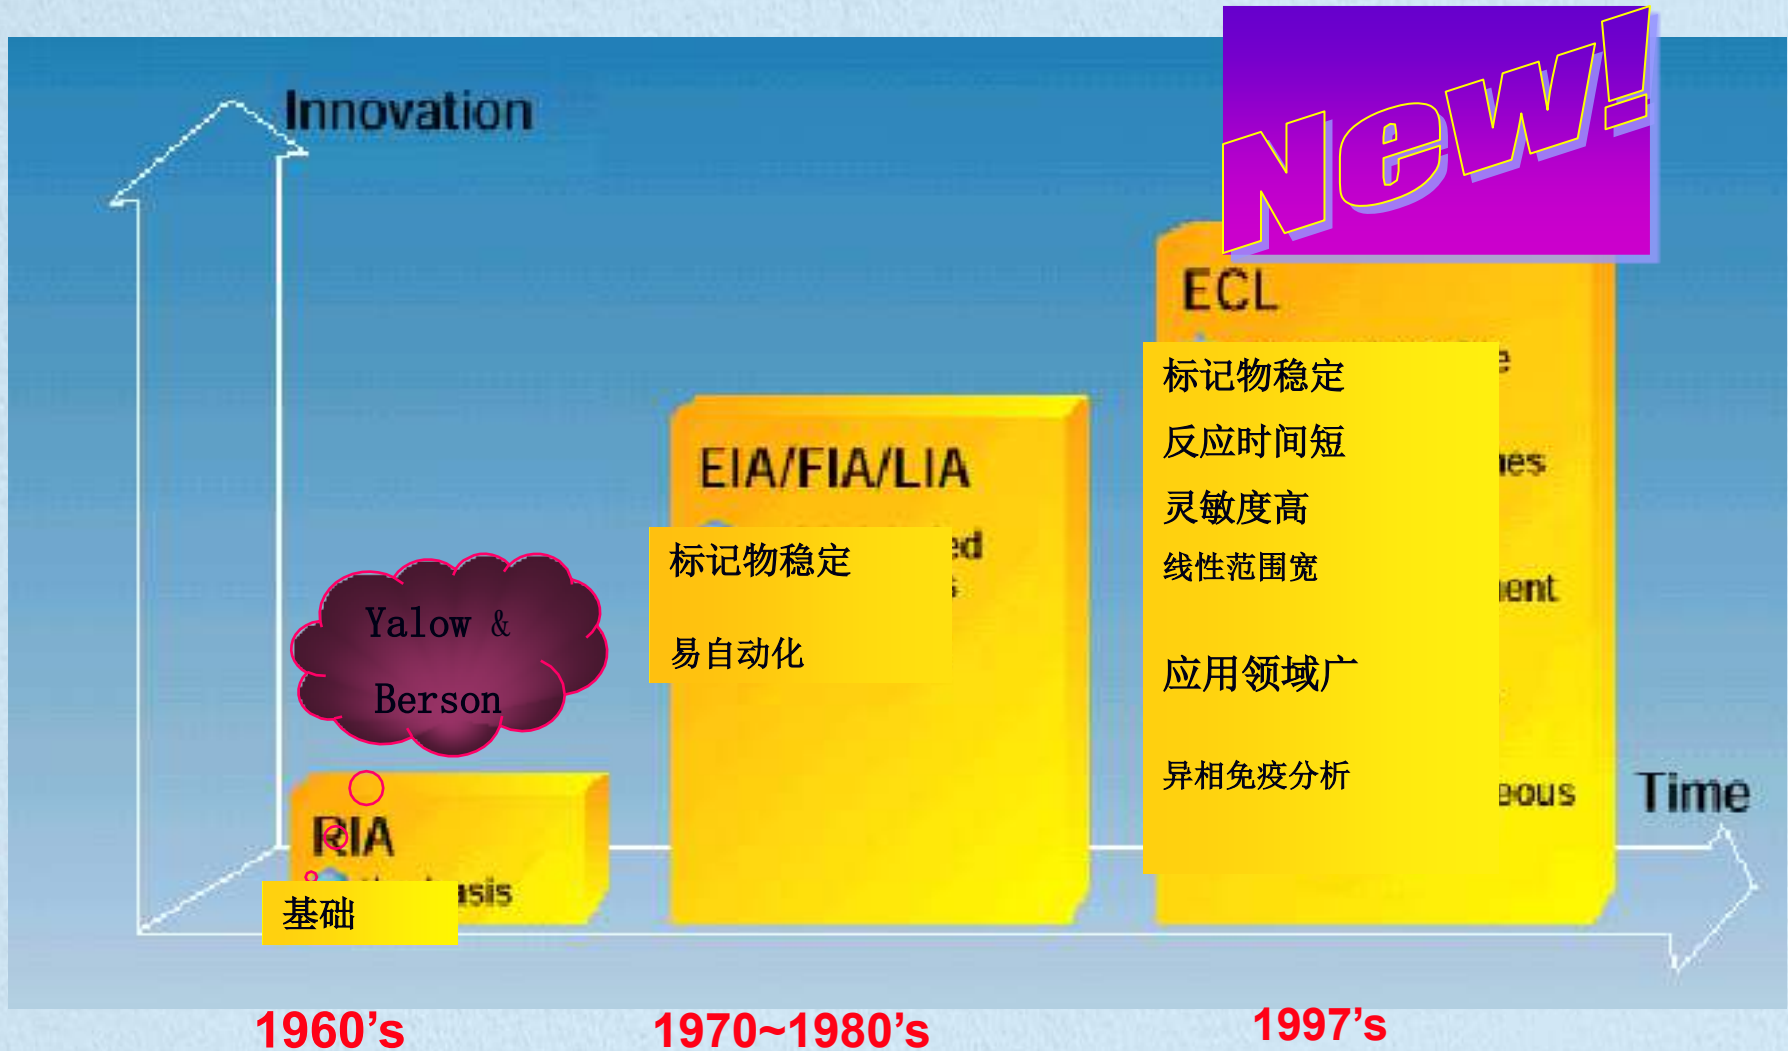 New!
Innovation
ECL
标记物稳定
反应时间短
灵敏度高
线性范围宽
应用领域广
异相免疫分析
EIA/FIA/LIA
标记物稳定
易自动化
Yalow &
Berson
RIA
基础
Time
1960’s
1970~1980’s
1997’s